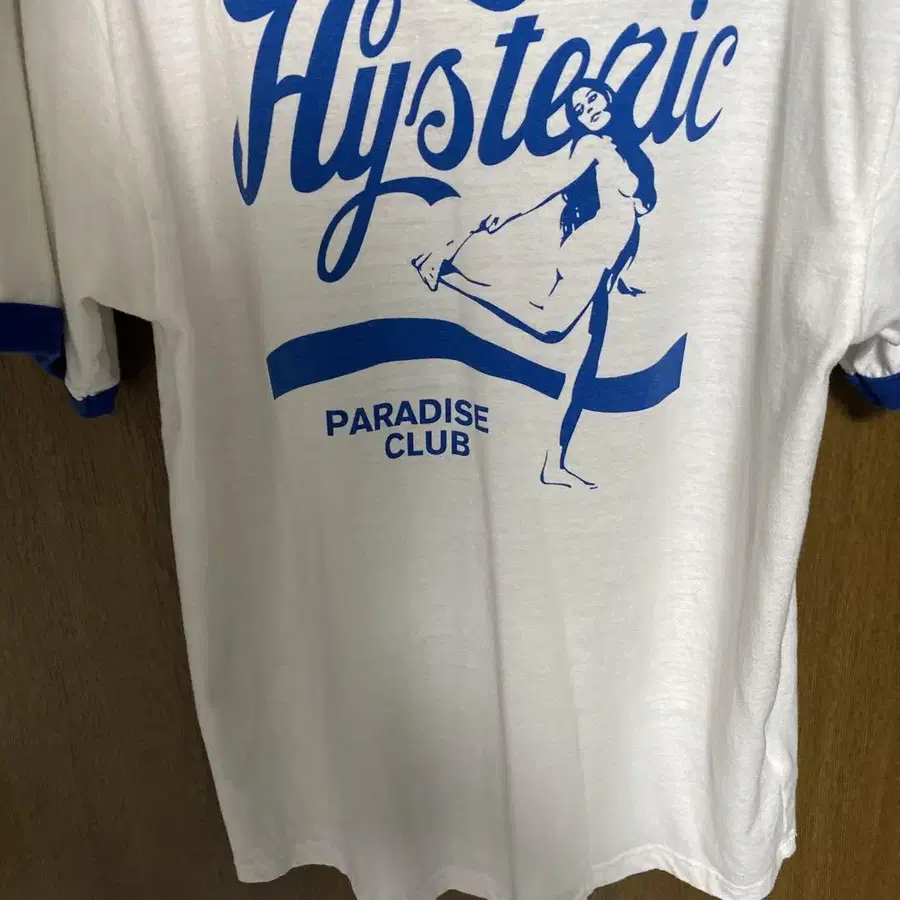 Hysteric
PARADISE
CLUB